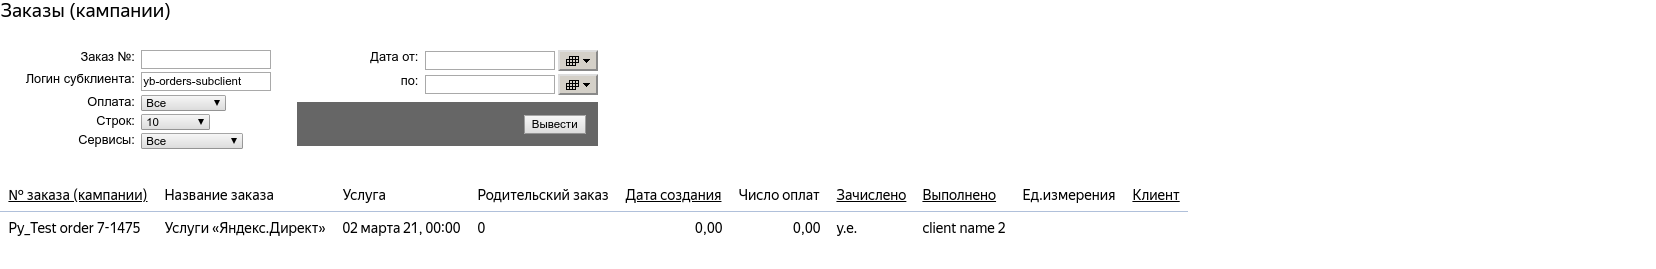 Заказы (кампании)
Заказ №:
Дата от:
Логин субклиента: yb-orders-subclient
по:
Оплата: Все
Строк: 10
Вывести
Сервисы: Все
№ заказа (кампании) Название заказа Услуга Родительский заказ Дата создания Число оплат Зачислено Выполнено Ед.измерения Клиент
Py_Test order 7-1475 Услуги «Яндекс.Директ» 02 марта 21, 00:00 0 0,00 0,00 у.е. client name 2